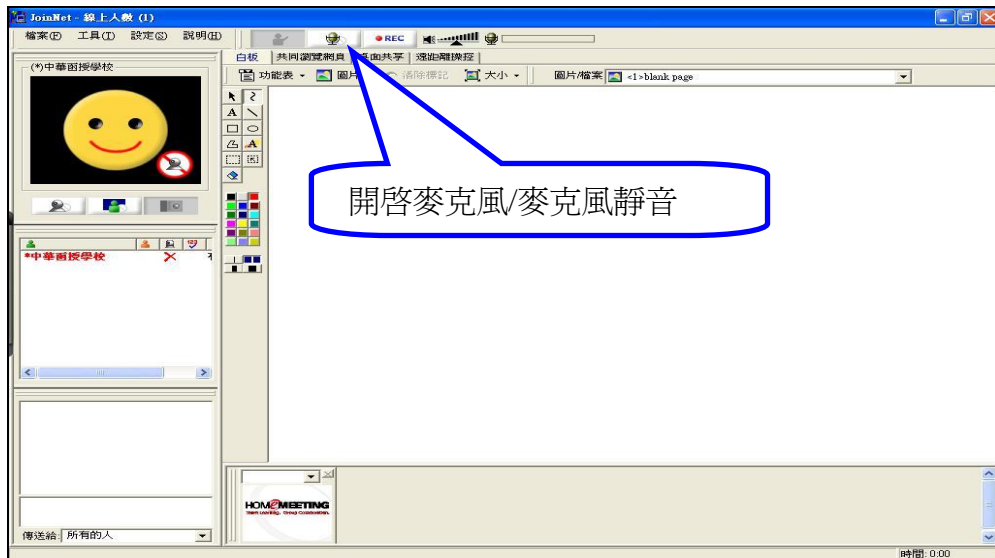 JoinNet - 線上人數 (1)
檔案(F) 工具(T) 設定(S) 說明(H)
REC
(*)中華函授學校
白板 共同瀏覽網頁 桌面共享 遠距離操控
功能表 圖片 清除標記 大小 圖片/檔案 <1>blank page
A
A
開啓麥克風/麥克風靜音
*中華函授學校
HOMEMEETING
Team Learning, Group Collaboration.
傳送給: 所有的人
時間: 0:00